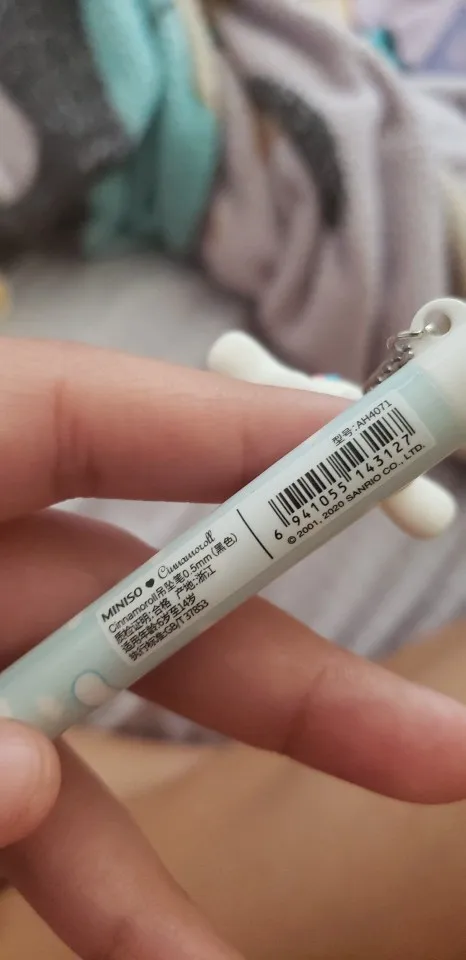 MINISO ♥ Cinnamoroll
Cinnamoroll吊坠笔0.5mm(黑色)
质检证明:合格 产地:浙江
适用年龄6岁至14岁
执行标准:GB/T 37853
型号:AH4071
6 941055 143127
© 2001, 2020 SANRIO CO., LTD.